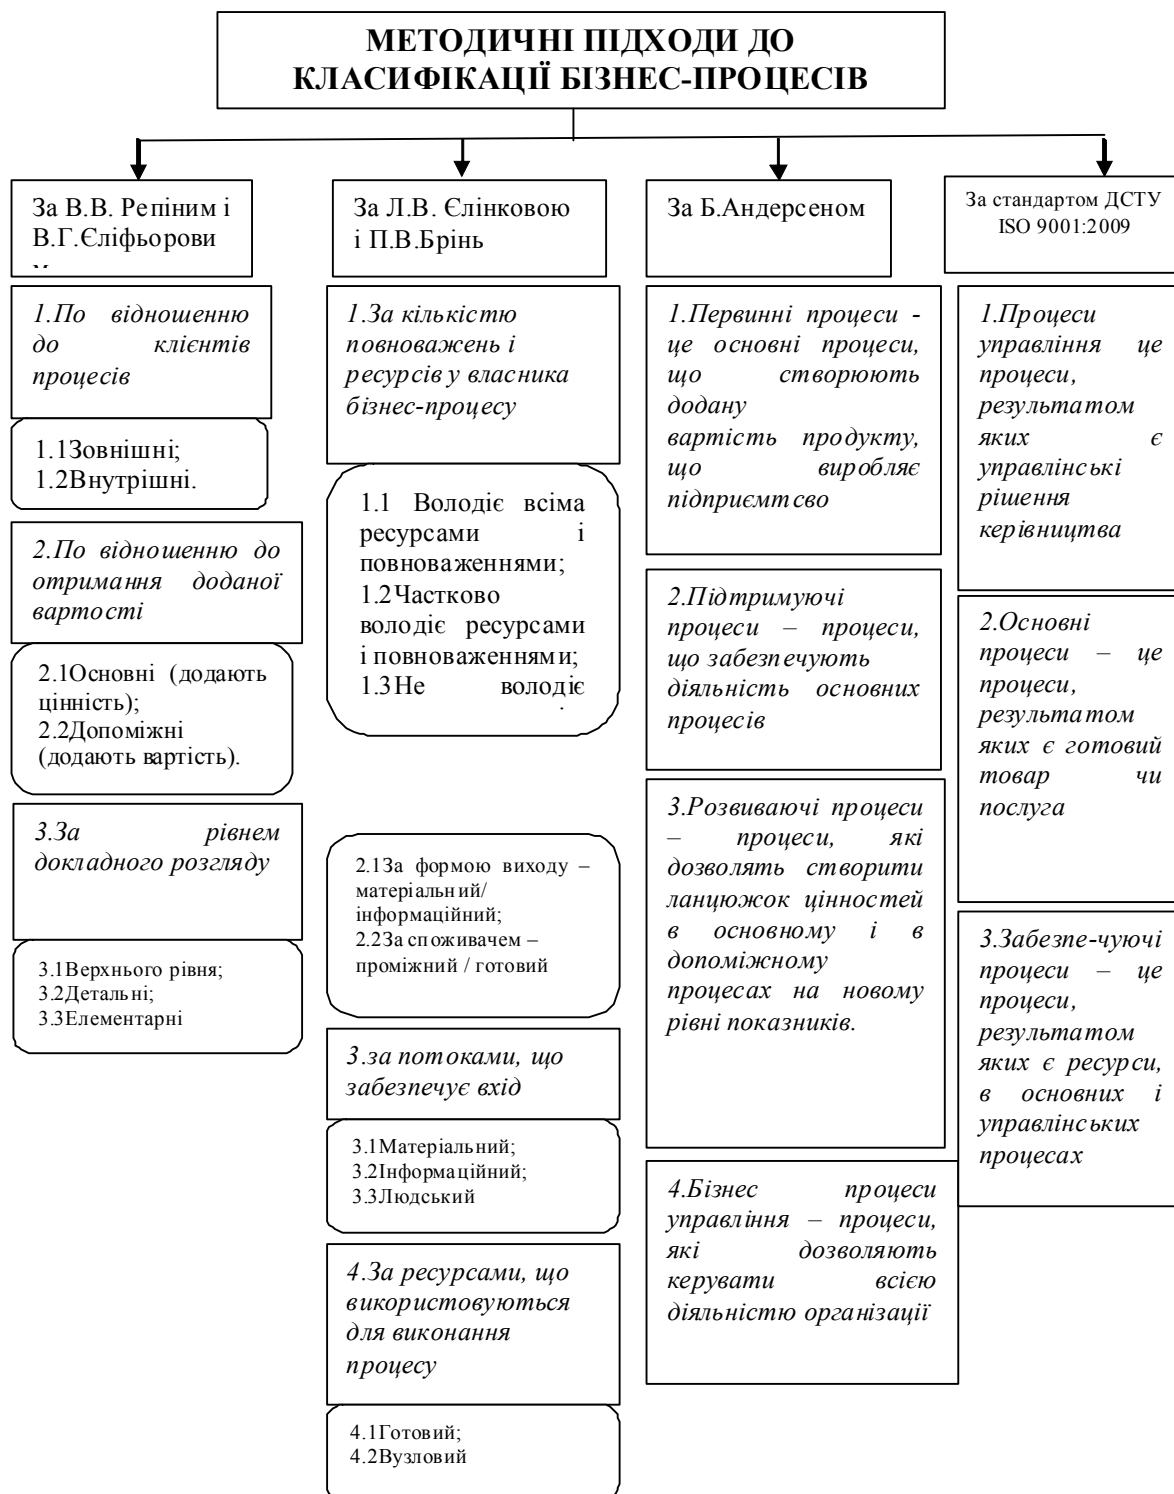 МЕТОДИЧНІ ПІДХОДИ ДО
КЛАСИФІКАЦІЇ БІЗНЕС-ПРОЦЕСІВ
За В.В. Репіним і
В.Г.Єліфьорови
1.По відношенню
до клієнтів
процесів
1.1Зовнішні;
1.2Внутрішні.
2.По відношенню до
отримання доданої
вартості
2.1Основні (додають
цінність);
2.2Допоміжні
(додають вартість).
3.За рівнем
докладного розгляду
3.1Верхнього рівня;
3.2Детальні;
3.3Елементарні
За Л.В. Єлінковою
і П.В.Брінь
1.За кількістю
повноважень і
ресурсів у власника
бізнес-процесу
1.1 Володіє всіма
ресурсами і
повноваженнями;
1.2Частково
володіє ресурсами
і повноваженнями;
1.3Не володіє
2.1За формою виходу –
матеріальний/
інформаційний;
2.2За споживачем –
проміжний / готовий
3.за потоками, що
забезпечує вхід
3.1Матеріальний;
3.2Інформаційний;
3.3Людський
4.За ресурсами, що
використовуються
для виконання
процесу
4.1Готовий;
4.2Вузловий
За Б.Андерсеном
1.Первинні процеси -
це основні процеси,
що створюють
додану
вартість продукту,
що виробляє
підприємтсво
2.Підтримуючі
процеси – процеси,
що забезпечують
діяльність основних
процесів
3.Розвиваючі процеси
– процеси, які
дозволять створити
ланцюжок цінностей
в основному і в
допоміжному
процесах на новому
рівні показників.
4.Бізнес процеси
управління – процеси,
які дозволяють
керувати всією
діяльністю організації
За стандартом ДСТУ
ISO 9001:2009
1.Процеси
управління це
процеси,
результатом
яких є
управлінські
рішення
керівництва
2.Основні
процеси – це
процеси,
результатом
яких є готовий
товар чи
послуга
3.Забезпе-чуючі
процеси – це
процеси,
результатом
яких є ресурси,
в основних і
управлінських
процесах